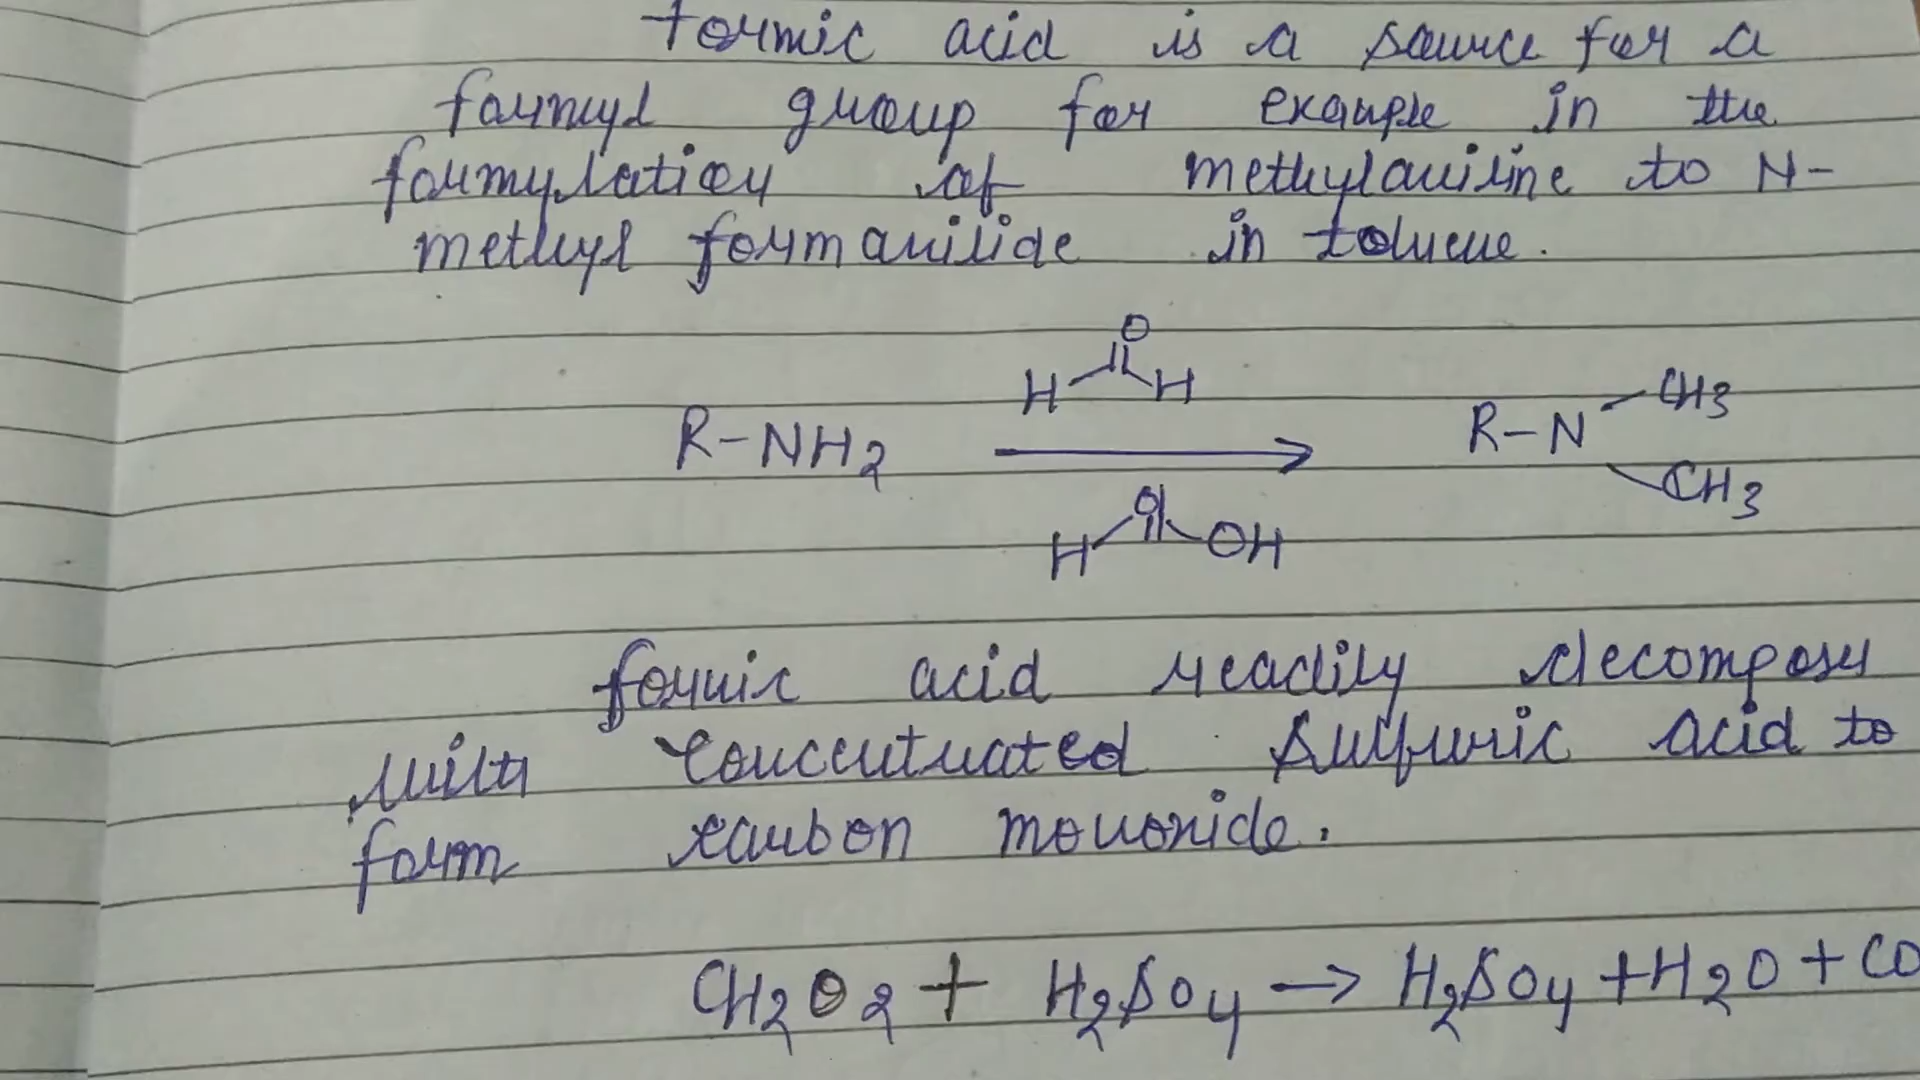 formic acid is a source for a
formyl group for example in the
formylation of methylaniline to N-
methyl formanilide in toluene.
O
H H
R-NH2 → R-N CH3
CH3
O
H OH
formic acid readily decompose
with concentrated sulfuric acid to
form carbon monoxide.
CH2O2 + H2SO4 → H2SO4 + H2O + CO